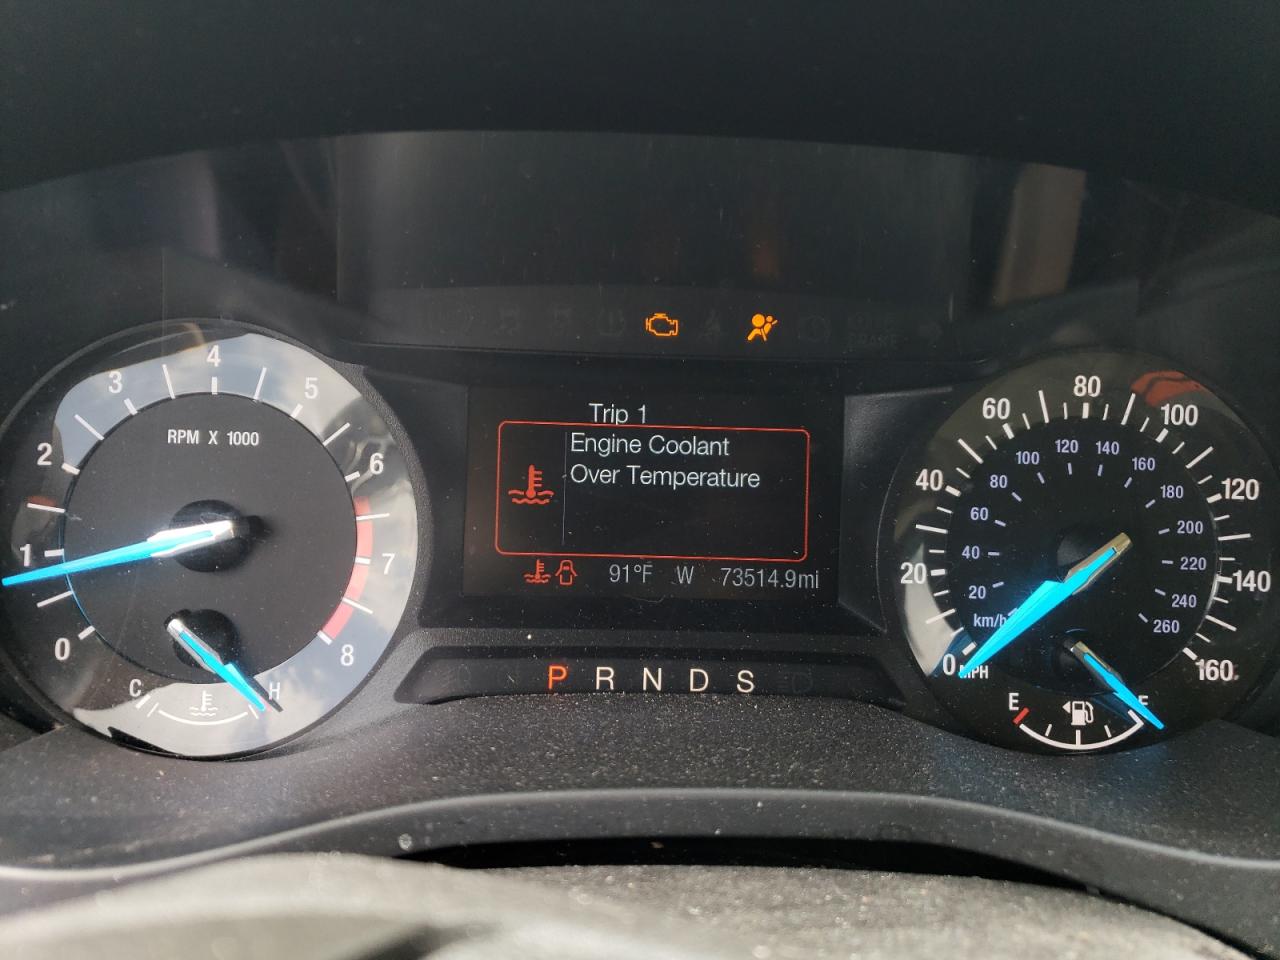 BRAKE
Trip 1
Engine Coolant
Over Temperature
91°F W 73514.9mi
P R N D S
RPM X 1000
0 1 2 3 4 5 6 7 8
C H
0 20 40 60 80 100 120 140 160
MPH
km/h
20 40 60 80 100 120 140 160 180 200 220 240 260
E F